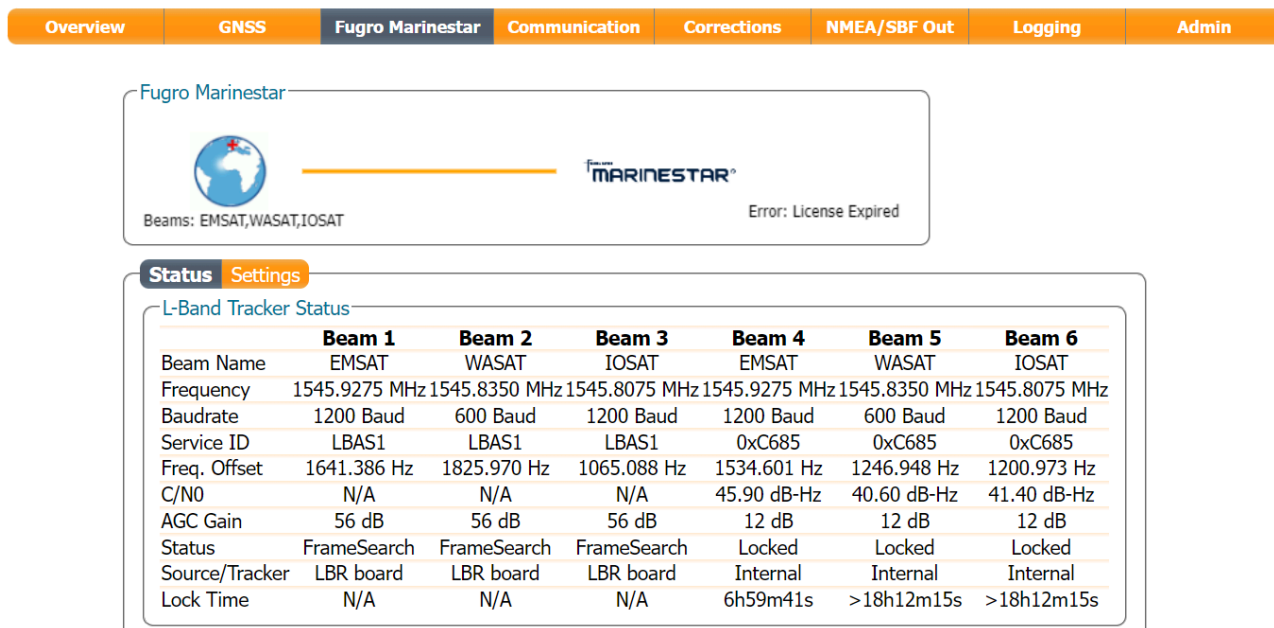 Overview GNSS Fugro Marinestar Communication Corrections NMEA/SBF Out Logging Admin
Fugro Marinestar
MARINESTAR®
Beams: EMSAT,WASAT,IOSAT
Error: License Expired
Status Settings
L-Band Tracker Status
Beam 1 Beam 2 Beam 3 Beam 4 Beam 5 Beam 6
Beam Name EMSAT WASAT IOSAT EMSAT WASAT IOSAT
Frequency 1545.9275 MHz 1545.8350 MHz 1545.8075 MHz 1545.9275 MHz 1545.8350 MHz 1545.8075 MHz
Baudrate 1200 Baud 600 Baud 1200 Baud 1200 Baud 600 Baud 1200 Baud
Service ID LBAS1 LBAS1 LBAS1 0xC685 0xC685 0xC685
Freq. Offset 1641.386 Hz 1825.970 Hz 1065.088 Hz 1534.601 Hz 1246.948 Hz 1200.973 Hz
C/N0 N/A N/A N/A 45.90 dB-Hz 40.60 dB-Hz 41.40 dB-Hz
AGC Gain 56 dB 56 dB 56 dB 12 dB 12 dB 12 dB
Status FrameSearch FrameSearch FrameSearch Locked Locked Locked
Source/Tracker LBR board LBR board LBR board Internal Internal Internal
Lock Time N/A N/A N/A 6h59m41s >18h12m15s >18h12m15s